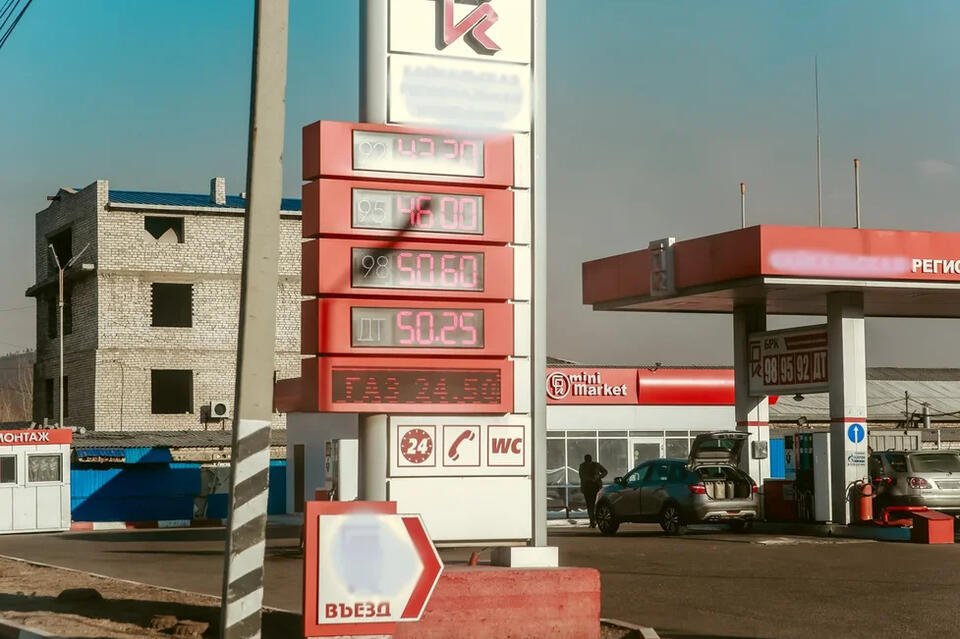 92 43.20
95 46.00
98 50.60
ДТ 50.25
ГАЗ 24.50
24 WC
ВЪЕЗД
МОНТАЖ
mini
market
РЕГИО
БРК
98 95 92 ДТ